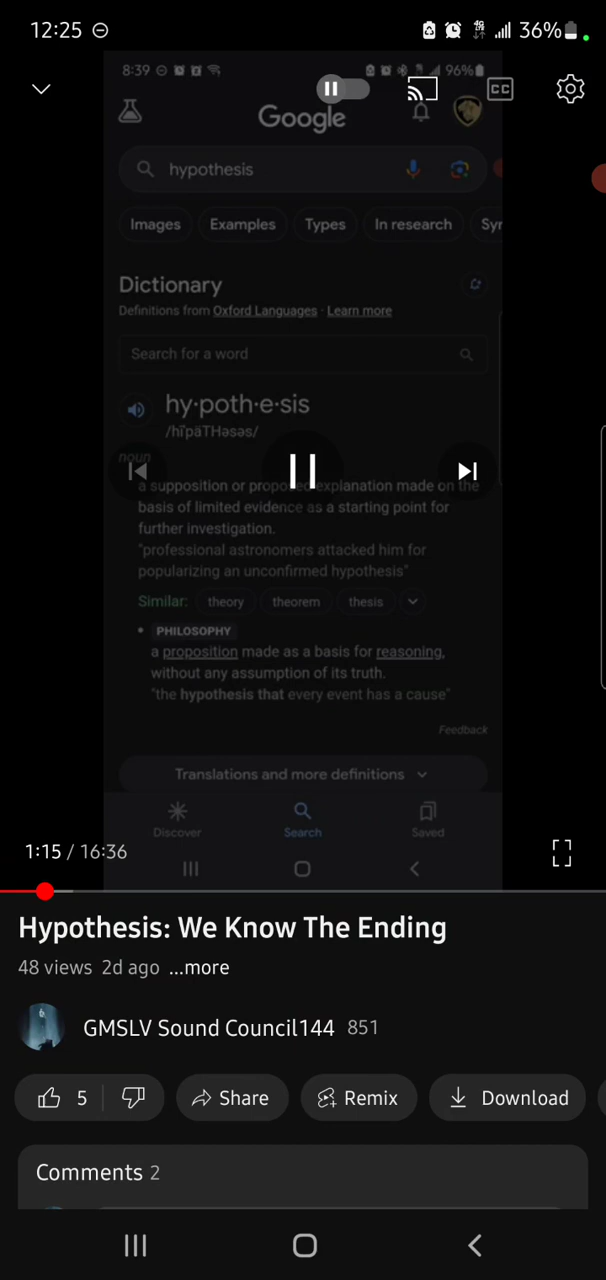 12:25
36%
8:39
96%
CC
Google
hypothesis
Images
Examples
Types
In research
Syr
Dictionary
Definitions from Oxford Languages · Learn more
Search for a word
hy·poth·e·sis
/hīˈpäTHəsəs/
noun
a supposition or proposed explanation made on the
basis of limited evidence as a starting point for
further investigation.
"professional astronomers attacked him for
popularizing an unconfirmed hypothesis"
Similar: theory theorem thesis
• PHILOSOPHY
a proposition made as a basis for reasoning,
without any assumption of its truth.
"the hypothesis that every event has a cause"
Feedback
Translations and more definitions
Discover
Search
Saved
1:15 / 16:36
Hypothesis: We Know The Ending
48 views 2d ago ...more
GMSLV Sound Council144 851
5
Share
Remix
Download
Comments 2